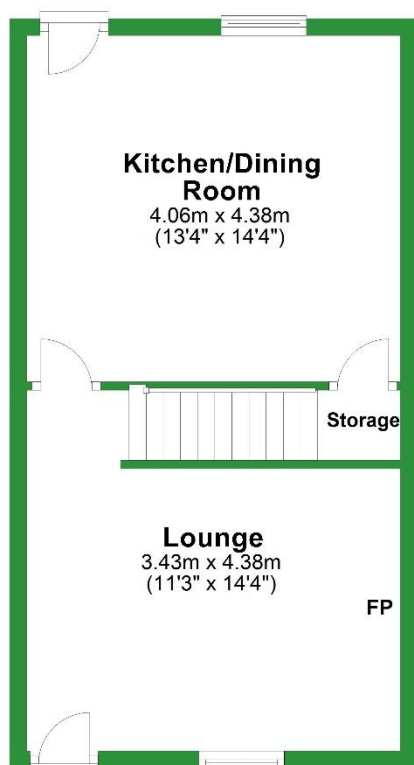 Kitchen/Dining
Room
4.06m x 4.38m
(13'4" x 14'4")
Storage
Lounge
3.43m x 4.38m
(11'3" x 14'4")
FP